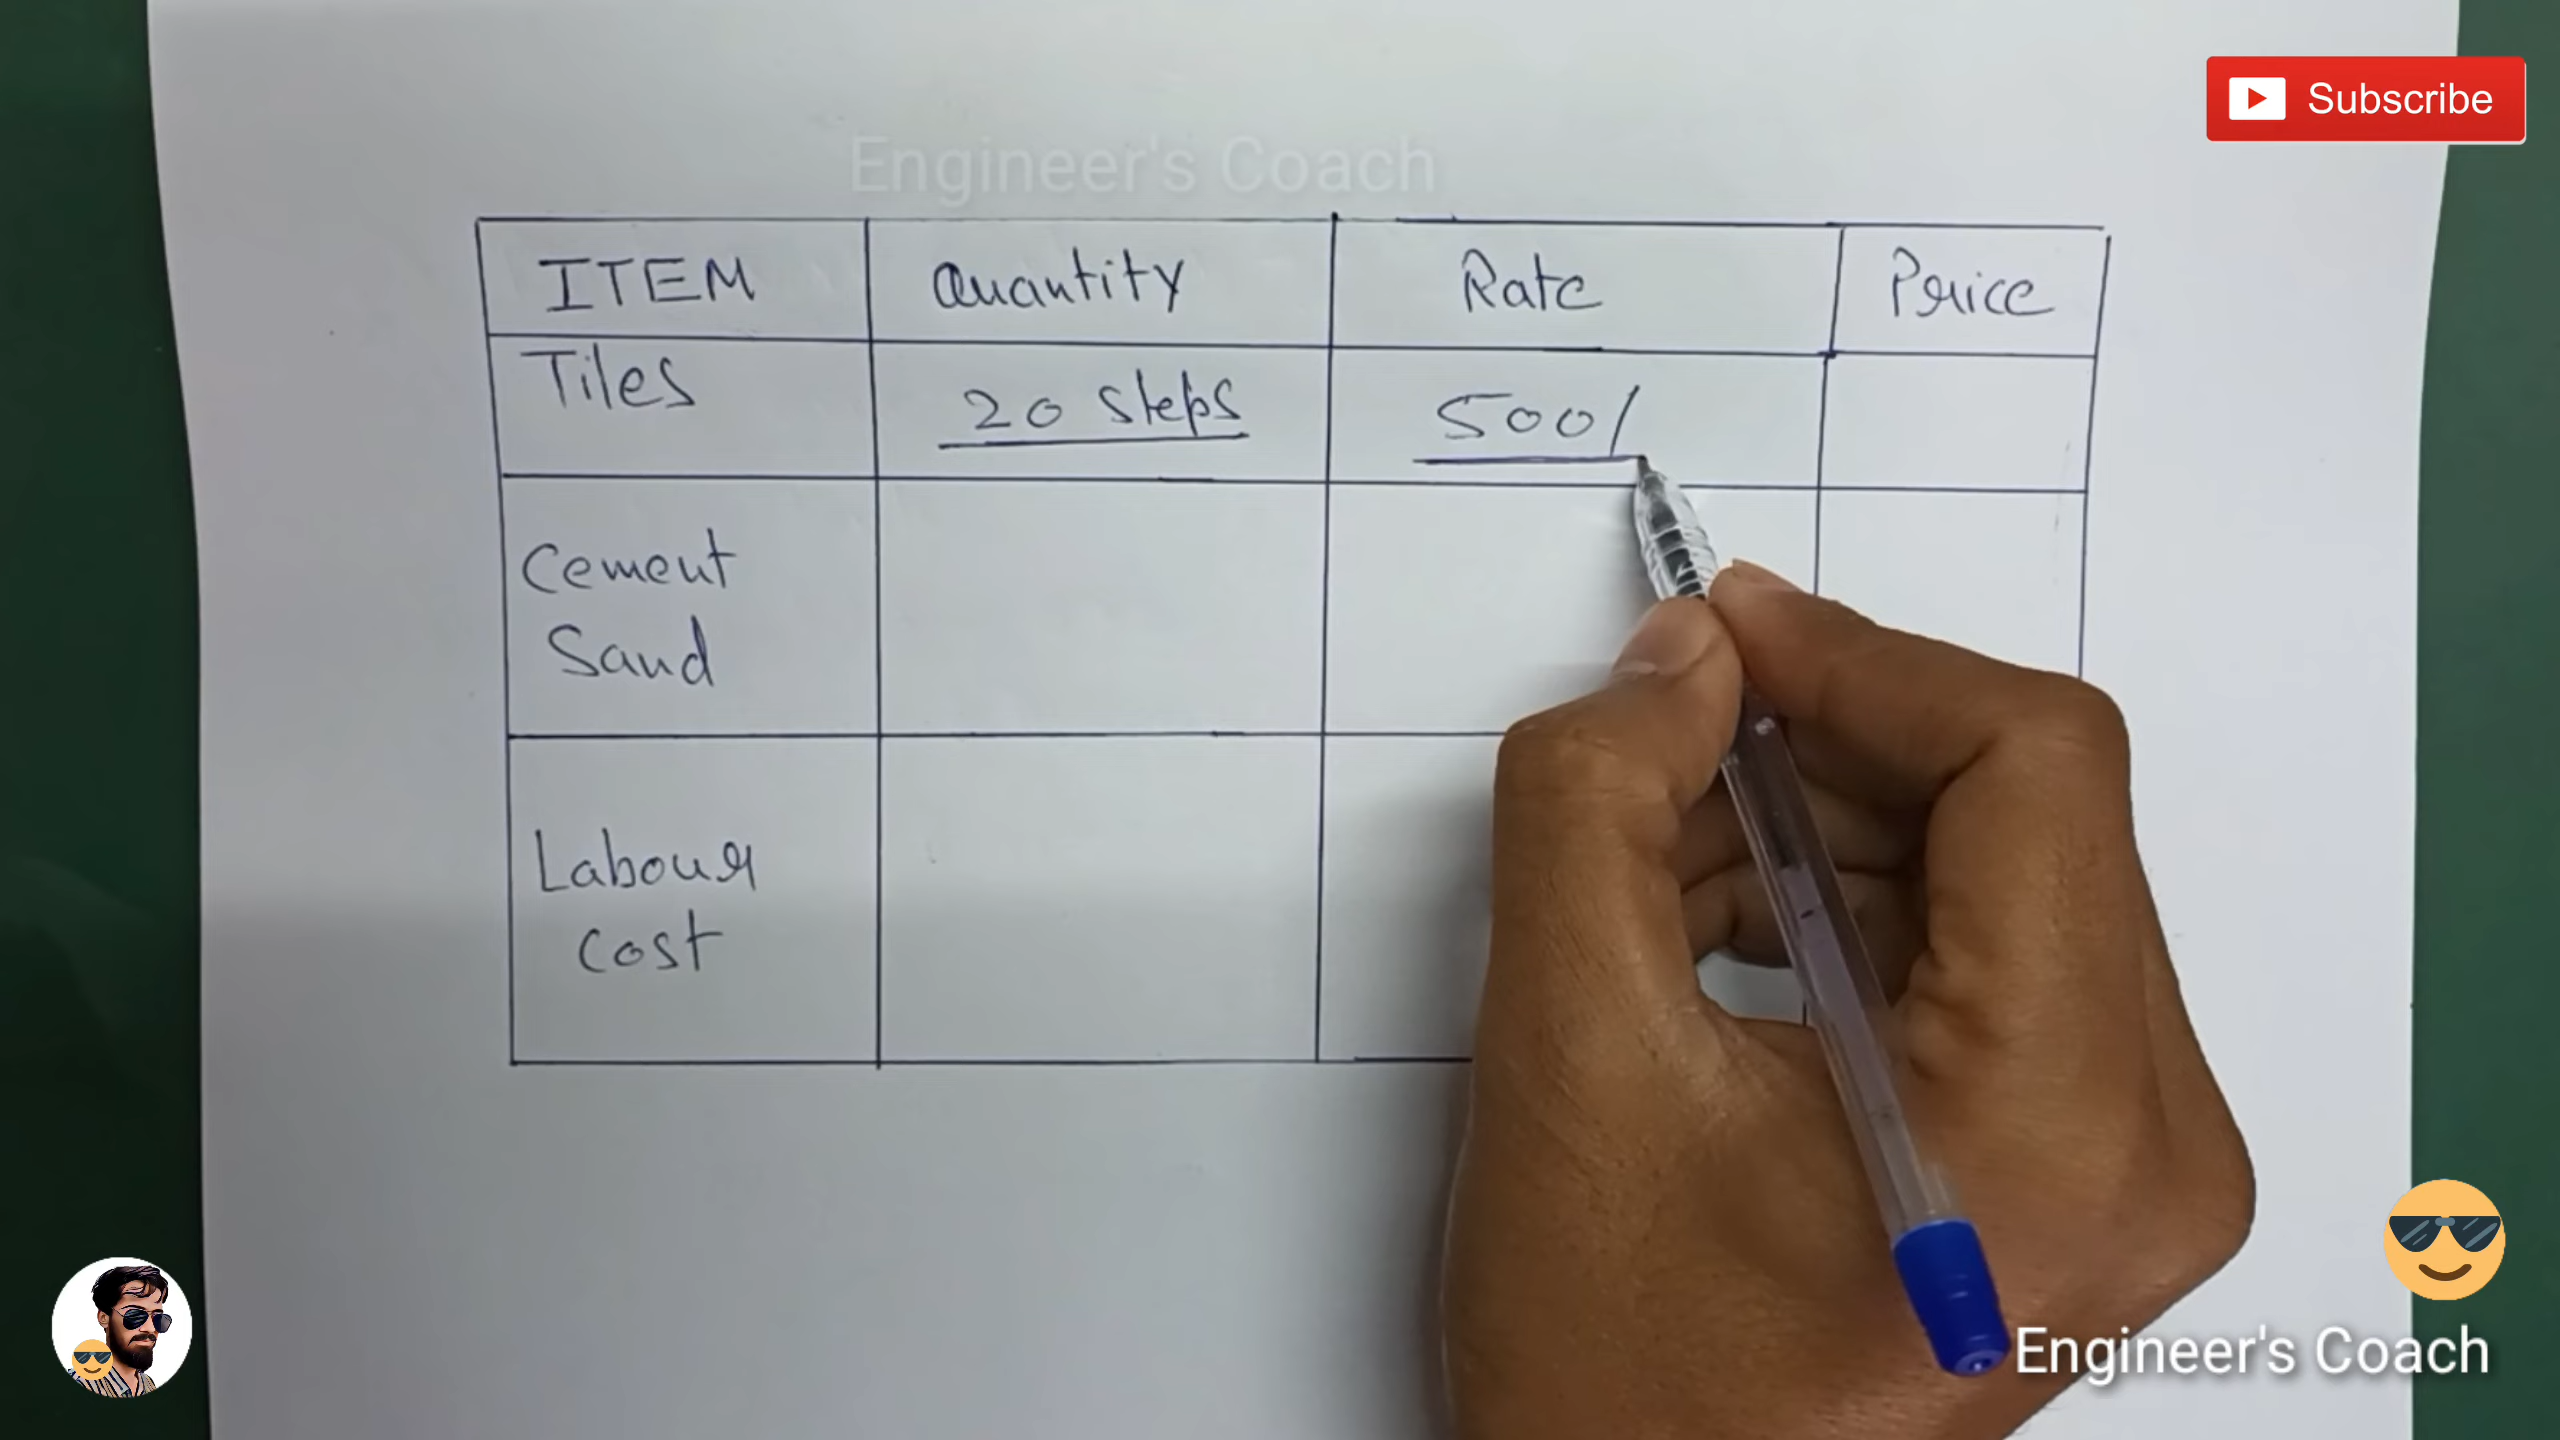 Subscribe
Engineer's Coach
ITEM Quantity Rate Price
Tiles 20 steps 500/
Cement
Sand
Labour
Cost
Engineer's Coach